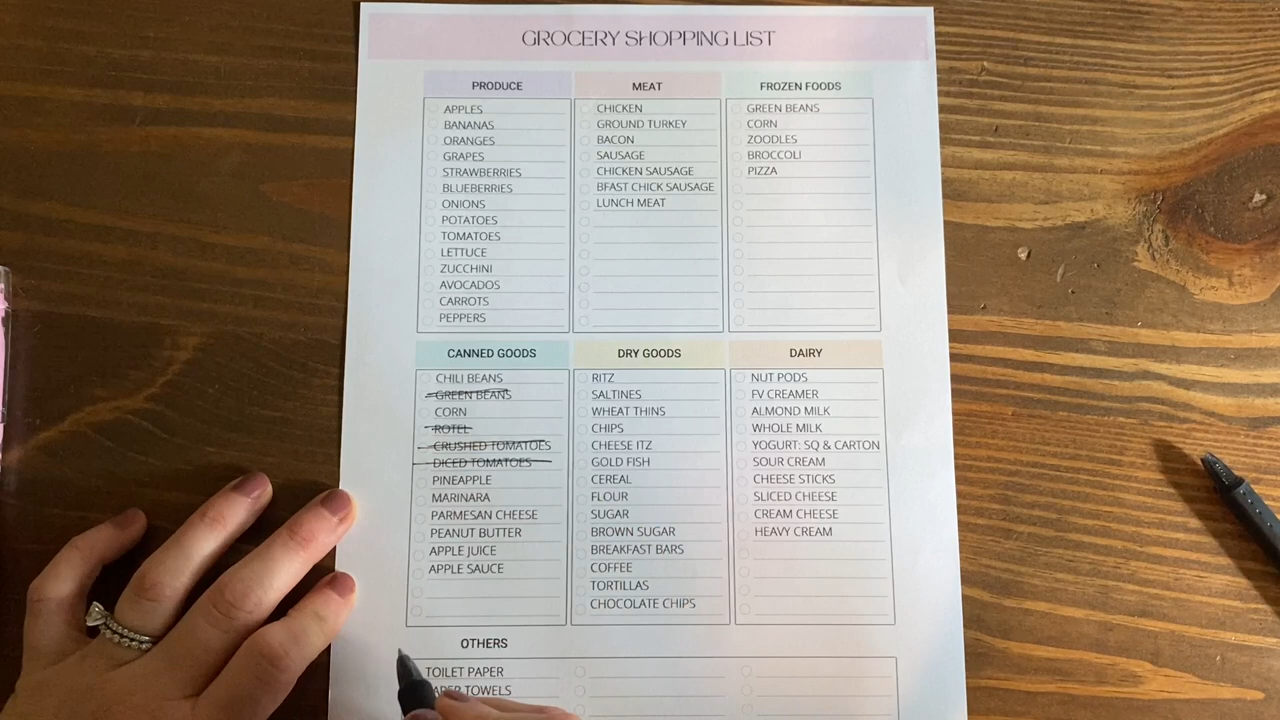 GROCERY SHOPPING LIST
PRODUCE
APPLES
BANANAS
ORANGES
GRAPES
STRAWBERRIES
BLUEBERRIES
ONIONS
POTATOES
TOMATOES
LETTUCE
ZUCCHINI
AVOCADOS
CARROTS
PEPPERS
MEAT
CHICKEN
GROUND TURKEY
BACON
SAUSAGE
CHICKEN SAUSAGE
BFAST CHICK SAUSAGE
LUNCH MEAT
FROZEN FOODS
GREEN BEANS
CORN
ZOODLES
BROCCOLI
PIZZA
CANNED GOODS
CHILI BEANS
GREEN BEANS
CORN
ROTEL
CRUSHED TOMATOES
DICED TOMATOES
PINEAPPLE
MARINARA
PARMESAN CHEESE
PEANUT BUTTER
APPLE JUICE
APPLE SAUCE
DRY GOODS
RITZ
SALTINES
WHEAT THINS
CHIPS
CHEESE ITZ
GOLD FISH
CEREAL
FLOUR
SUGAR
BROWN SUGAR
BREAKFAST BARS
COFFEE
TORTILLAS
CHOCOLATE CHIPS
DAIRY
NUT PODS
FV CREAMER
ALMOND MILK
WHOLE MILK
YOGURT: SQ & CARTON
SOUR CREAM
CHEESE STICKS
SLICED CHEESE
CREAM CHEESE
HEAVY CREAM
OTHERS
TOILET PAPER
PAPER TOWELS